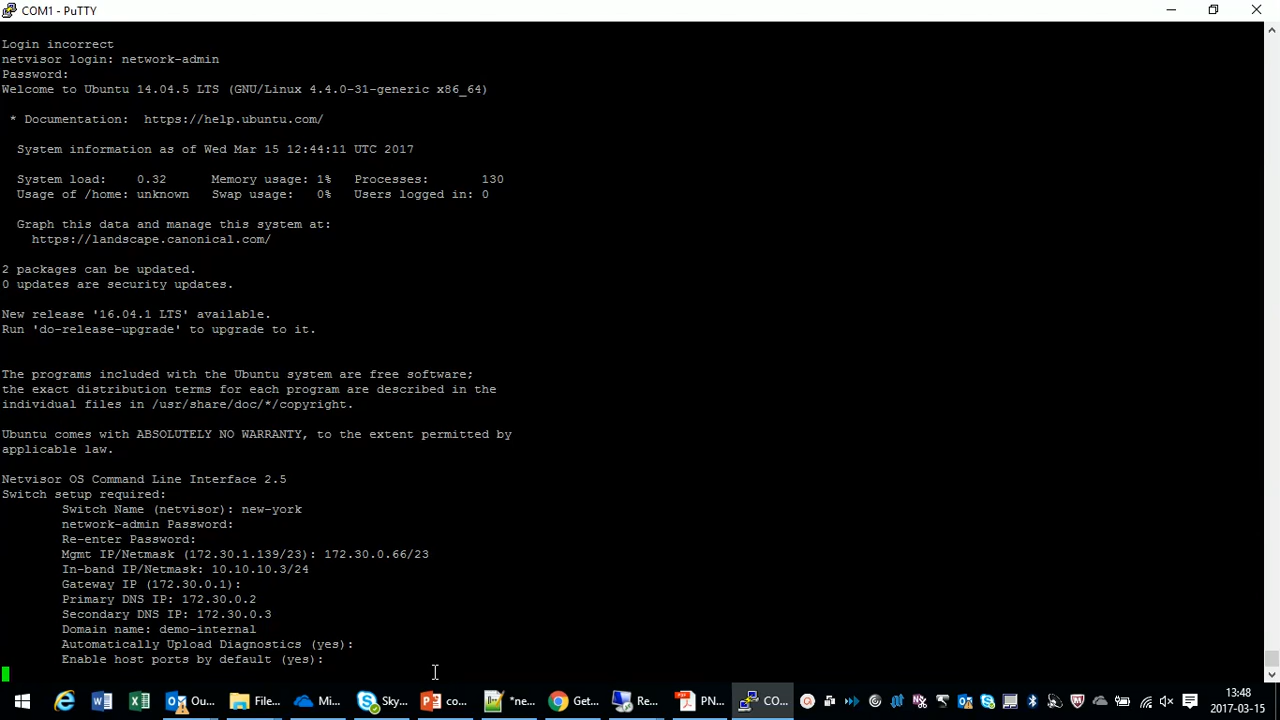 COM1 - PuTTY
Login incorrect
netvisor login: network-admin
Password:
Welcome to Ubuntu 14.04.5 LTS (GNU/Linux 4.4.0-31-generic x86_64)
* Documentation:  https://help.ubuntu.com/
System information as of Wed Mar 15 12:44:11 UTC 2017
System load:    0.32      Memory usage: 1%   Processes:       130
Usage of /home: unknown   Swap usage:   0%   Users logged in: 0
Graph this data and manage this system at:
https://landscape.canonical.com/
2 packages can be updated.
0 updates are security updates.
New release '16.04.1 LTS' available.
Run 'do-release-upgrade' to upgrade to it.
The programs included with the Ubuntu system are free software;
the exact distribution terms for each program are described in the
individual files in /usr/share/doc/*/copyright.
Ubuntu comes with ABSOLUTELY NO WARRANTY, to the extent permitted by
applicable law.
Netvisor OS Command Line Interface 2.5
Switch setup required:
Switch Name (netvisor): new-york
network-admin Password:
Re-enter Password:
Mgmt IP/Netmask (172.30.1.139/23): 172.30.0.66/23
In-band IP/Netmask: 10.10.10.3/24
Gateway IP (172.30.0.1):
Primary DNS IP: 172.30.0.2
Secondary DNS IP: 172.30.0.3
Domain name: demo-internal
Automatically Upload Diagnostics (yes):
Enable host ports by default (yes):
Ou... File... Mi... Sky... co... *ne... Get... Re... PN... CO... 13:48
2017-03-15